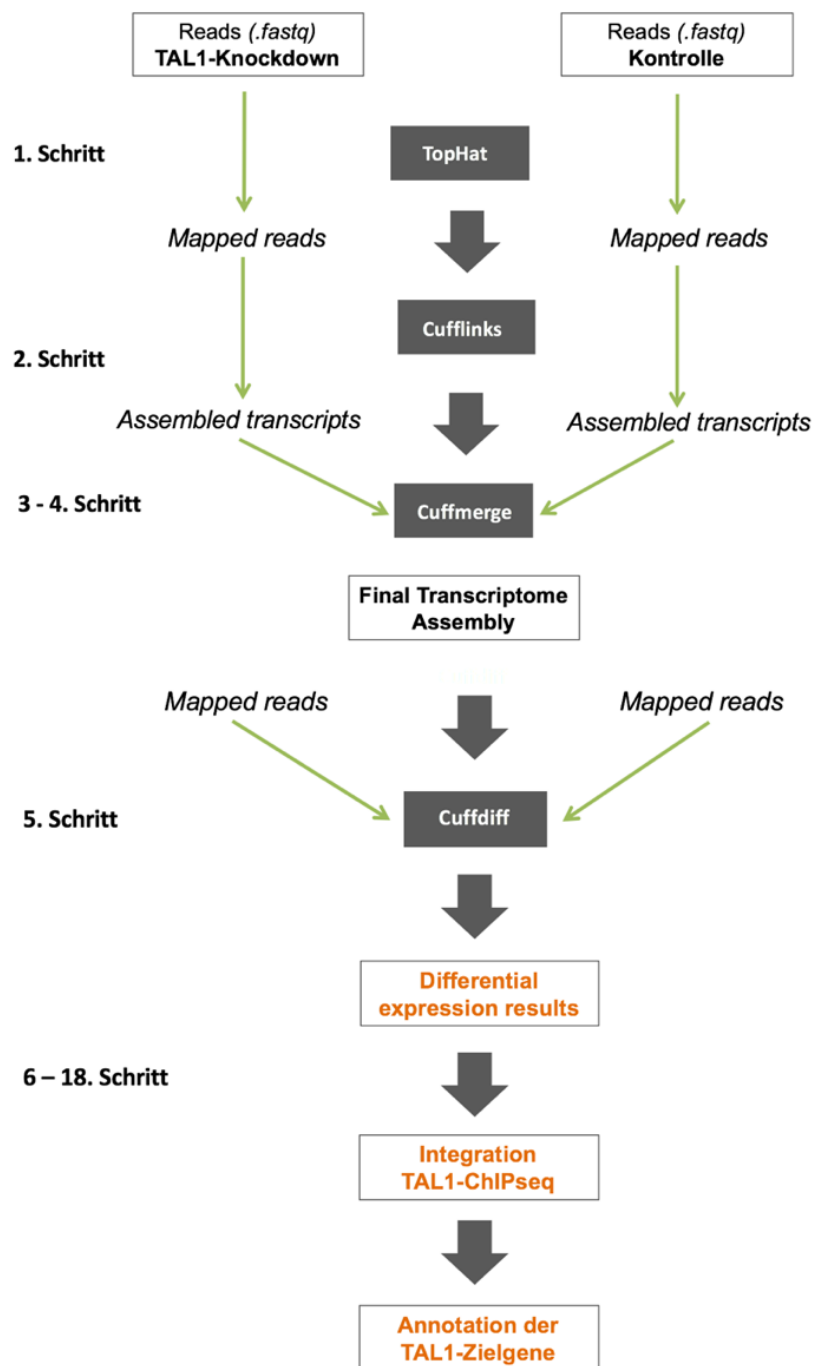 Reads (.fastq)
TAL1-Knockdown
Reads (.fastq)
Kontrolle
1. Schritt
TopHat
Mapped reads
Mapped reads
Cufflinks
2. Schritt
Assembled transcripts
Assembled transcripts
3 - 4. Schritt
Cuffmerge
Final Transcriptome
Assembly
Mapped reads
Mapped reads
5. Schritt
Cuffdiff
Differential
expression results
6 – 18. Schritt
Integration
TAL1-ChIPseq
Annotation der
TAL1-Zielgene